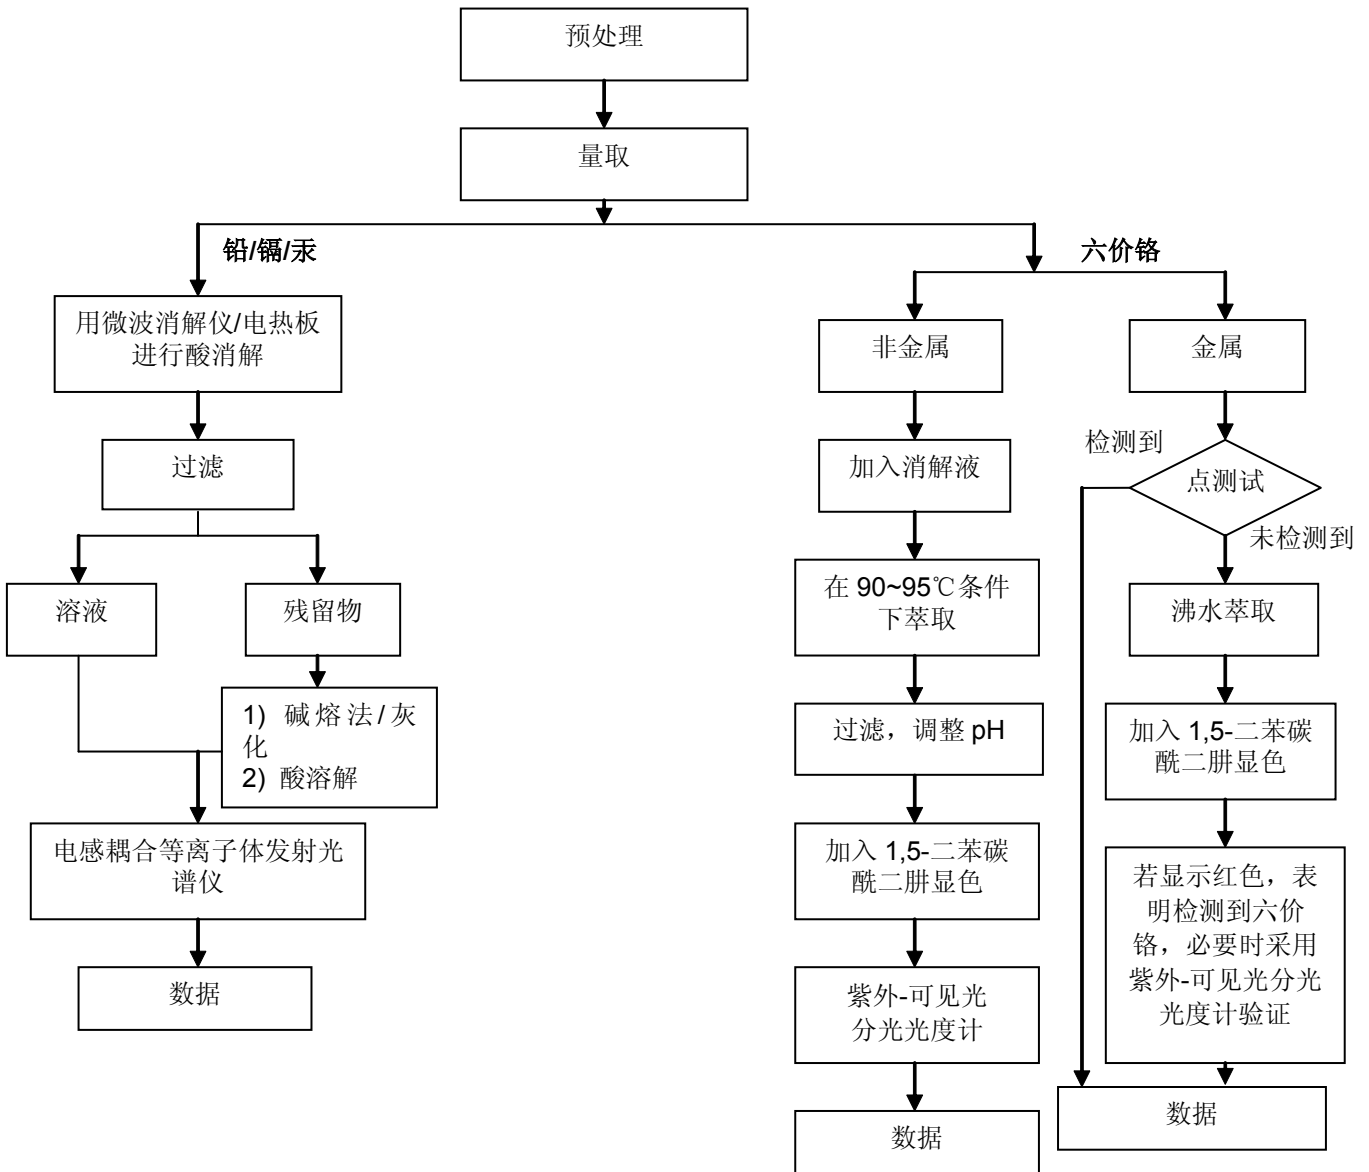 预处理
量取
铅/镉/汞
用微波消解仪/电热板
进行酸消解
过滤
溶液
残留物
1) 碱熔法/灰
化
2) 酸溶解
电感耦合等离子体发射光
谱仪
数据
六价铬
非金属
加入消解液
在 90~95℃条件
下萃取
过滤，调整 pH
加入 1,5-二苯碳
酰二肼显色
紫外-可见光
分光光度计
数据
金属
检测到
点测试
未检测到
沸水萃取
加入 1,5-二苯碳
酰二肼显色
若显示红色，表
明检测到六价
铬，必要时采用
紫外-可见光分光
光度计验证
数据